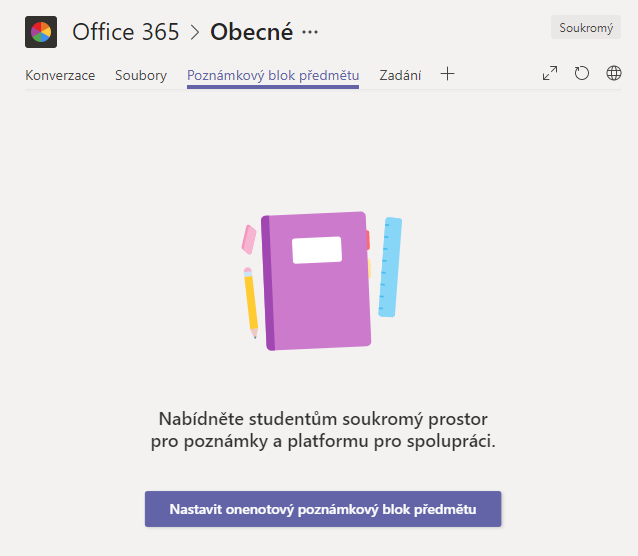 Office 365 > Obecné ···
Soukromý
Konverzace Soubory Poznámkový blok předmětu Zadání +
Nabídněte studentům soukromý prostor
pro poznámky a platformu pro spolupráci.
Nastavit onenotový poznámkový blok předmětu